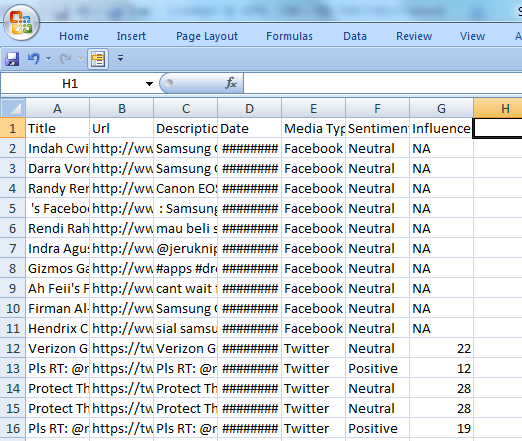 Home Insert Page Layout Formulas Data Review View
H1 fx
A B C D E F G H
1 Title Url Descriptic Date Media Typ Sentimen Influence
2 Indah Cwi http://ww Samsung G ######## Facebook Neutral NA
3 Darra Vore http://ww Samsung G ######## Facebook Neutral NA
4 Randy Ren http://ww Canon EOS ######## Facebook Neutral NA
5 's Faceboo http://ww : Samsung ######## Facebook Neutral NA
6 Rendi Rah http://ww mau beli s ######## Facebook Neutral NA
7 Indra Agus http://ww @jeruknip ######## Facebook Neutral NA
8 Gizmos Ga http://ww #apps #dr ######## Facebook Neutral NA
9 Ah Feii's F http://ww cant wait f ######## Facebook Neutral NA
10 Firman Al- http://ww Samsung G ######## Facebook Neutral NA
11 Hendrix C http://ww sial samsu ######## Facebook Neutral NA
12 Verizon G https://tw Verizon G ######## Twitter Neutral 22
13 Pls RT: @r https://tw Pls RT: @r ######## Twitter Positive 12
14 Protect Th https://tw Protect Th ######## Twitter Neutral 28
15 Protect Th https://tw Protect Th ######## Twitter Neutral 28
16 Pls RT: @r https://tw Pls RT: @r ######## Twitter Positive 19